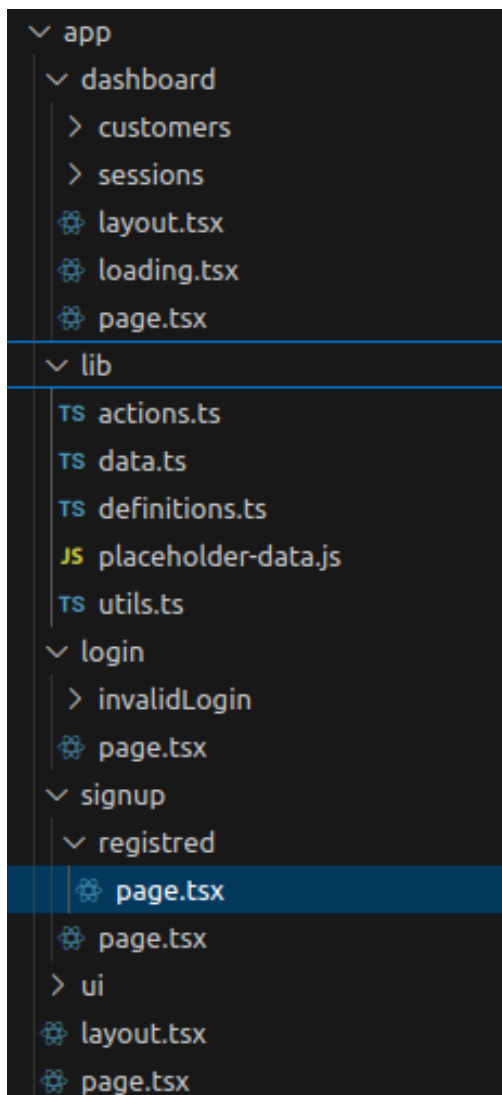 app
dashboard
customers
sessions
layout.tsx
loading.tsx
page.tsx
lib
TS actions.ts
TS data.ts
TS definitions.ts
JS placeholder-data.js
TS utils.ts
login
invalidLogin
page.tsx
signup
registred
page.tsx
page.tsx
ui
layout.tsx
page.tsx